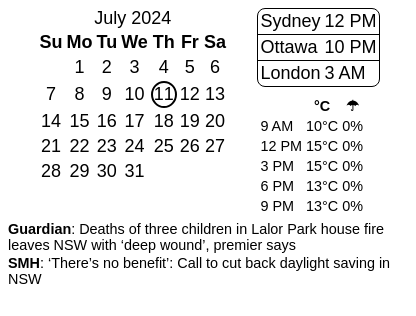 July 2024
Su Mo Tu We Th Fr Sa
1 2 3 4 5 6
7 8 9 10 11 12 13
14 15 16 17 18 19 20
21 22 23 24 25 26 27
28 29 30 31
Sydney 12 PM
Ottawa 10 PM
London 3 AM
°C ☂
9 AM 10°C 0%
12 PM 15°C 0%
3 PM 15°C 0%
6 PM 13°C 0%
9 PM 13°C 0%
Guardian: Deaths of three children in Lalor Park house fire
leaves NSW with ‘deep wound’, premier says
SMH: ‘There’s no benefit’: Call to cut back daylight saving in
NSW